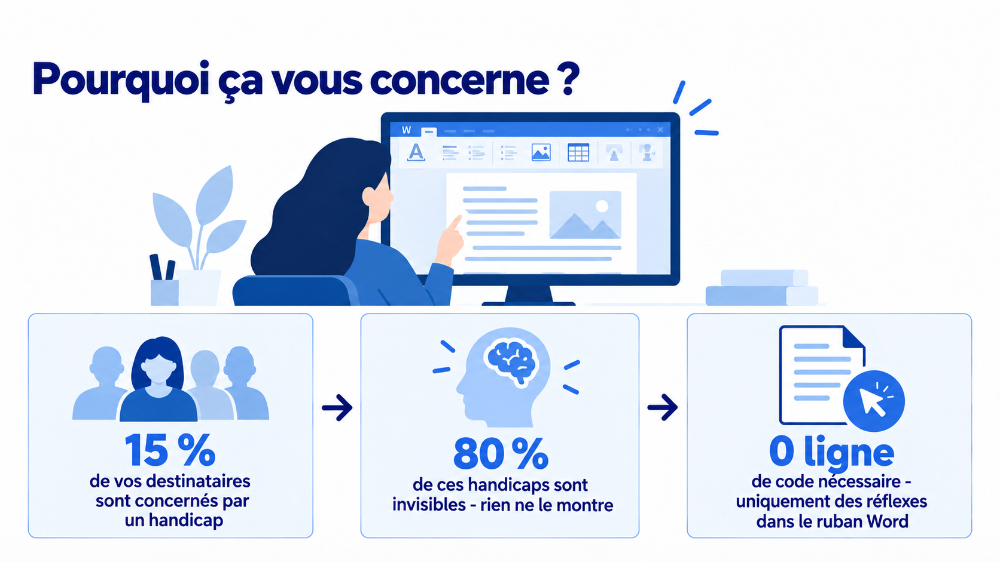 Pourquoi ça vous concerne ?
W
A
15 %
de vos destinataires
sont concernés par
un handicap
80 %
de ces handicaps sont
invisibles - rien ne le montre
0 ligne
de code nécessaire -
uniquement des réflexes
dans le ruban Word